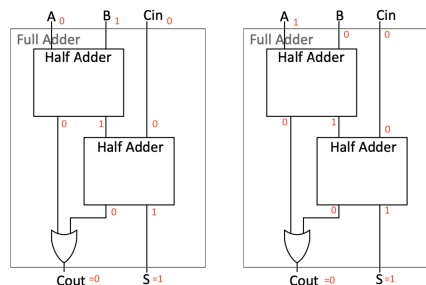 A 0 B 1 Cin 0
Full Adder
Half Adder
0 1 0
Half Adder
0 1
Cout =0 S =1
A 1 B Cin
0 0
Full Adder
Half Adder
0 1 0
Half Adder
0 1
Cout =0 S =1